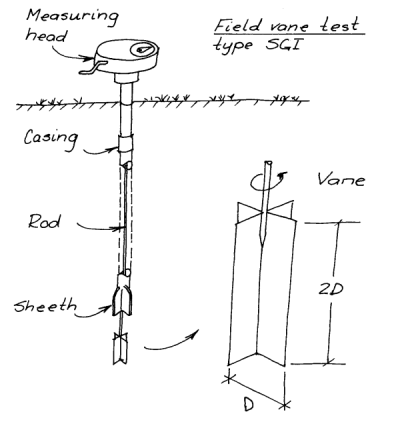 Measuring
head
Field vane test
type SGI
Casing
Vane
Rod
2D
Sheeth
D